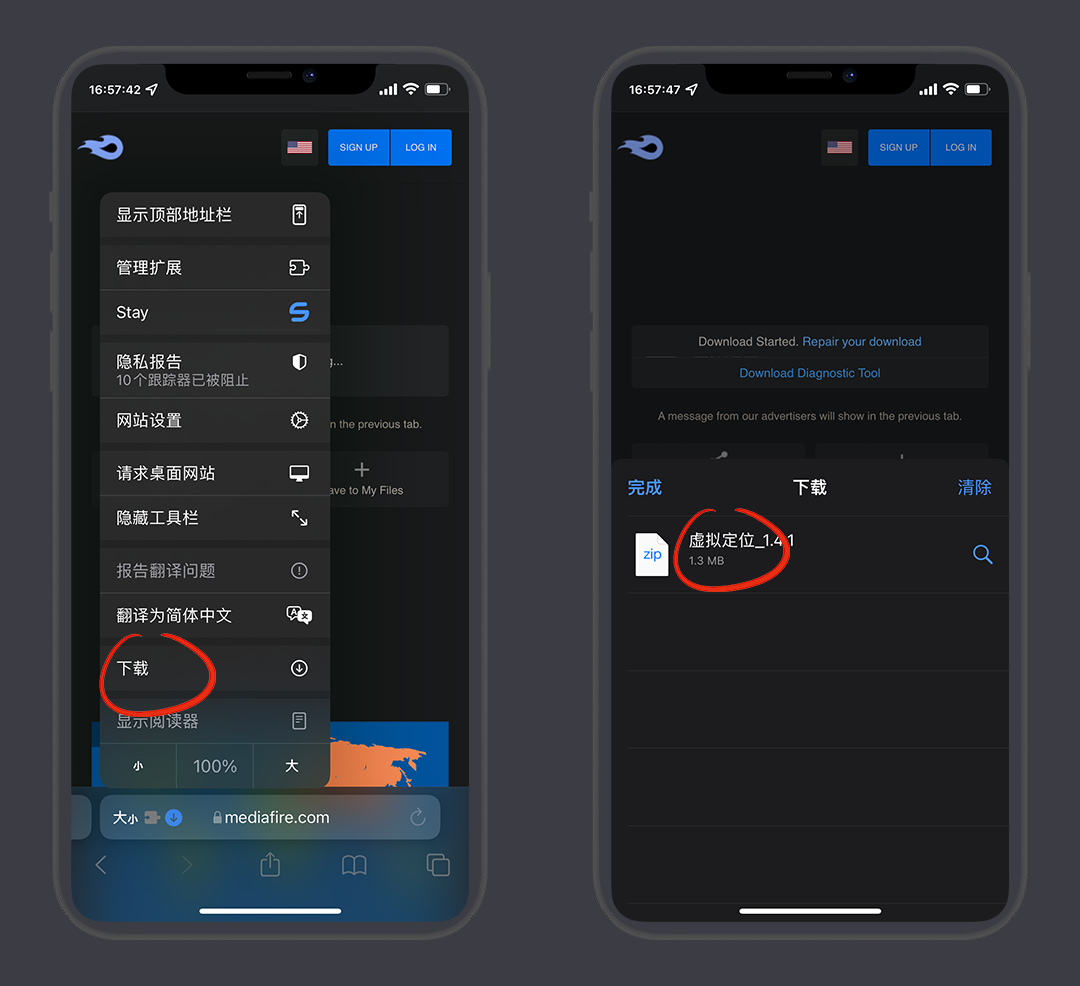 16:57:42
SIGN UP
LOG IN
显示顶部地址栏
管理扩展
Stay
隐私报告
10个跟踪器已被阻止
网站设置
n the previous tab.
请求桌面网站
ave to My Files
隐藏工具栏
报告翻译问题
翻译为简体中文
下载
显示阅读器
小
100%
大
大小
mediafire.com
16:57:47
SIGN UP
LOG IN
Download Started. Repair your download
Download Diagnostic Tool
A message from our advertisers will show in the previous tab.
完成
下载
清除
zip
虚拟定位_1.4.1
1.3 MB